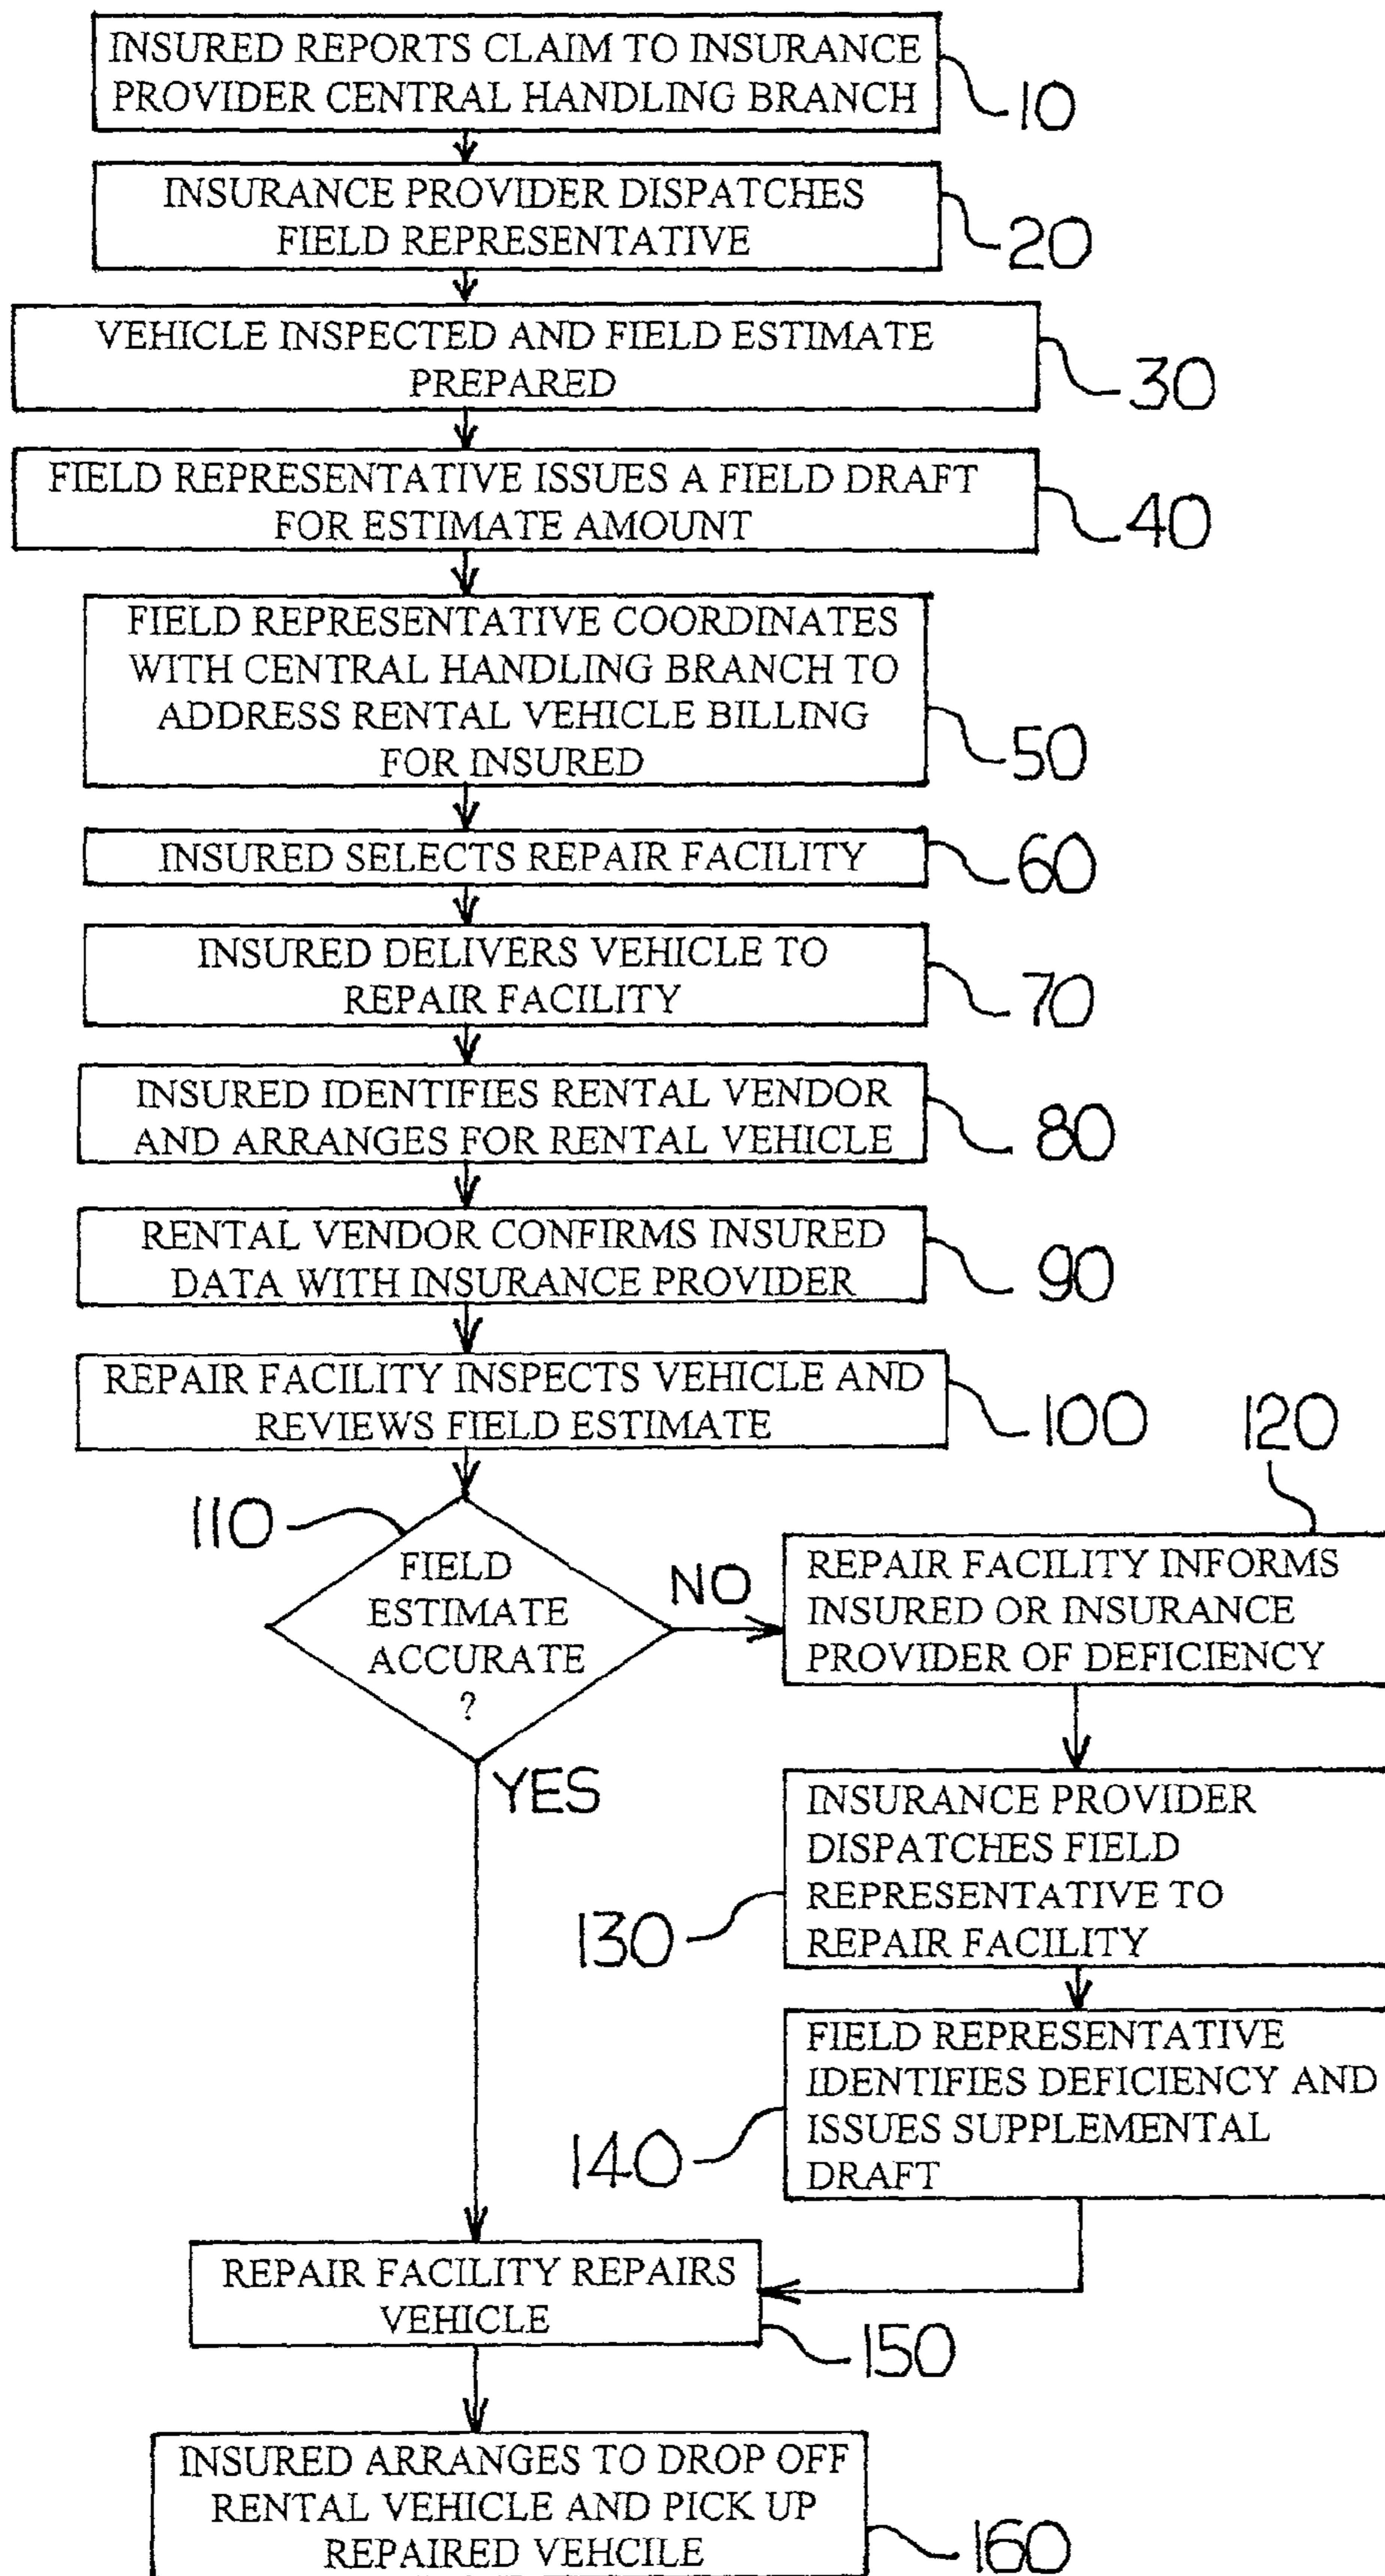 INSURED REPORTS CLAIM TO INSURANCE
PROVIDER CENTRAL HANDLING BRANCH
10
INSURANCE PROVIDER DISPATCHES
FIELD REPRESENTATIVE
20
VEHICLE INSPECTED AND FIELD ESTIMATE
PREPARED
30
FIELD REPRESENTATIVE ISSUES A FIELD DRAFT
FOR ESTIMATE AMOUNT
40
FIELD REPRESENTATIVE COORDINATES
WITH CENTRAL HANDLING BRANCH TO
ADDRESS RENTAL VEHICLE BILLING
FOR INSURED
50
INSURED SELECTS REPAIR FACILITY
60
INSURED DELIVERS VEHICLE TO
REPAIR FACILITY
70
INSURED IDENTIFIES RENTAL VENDOR
AND ARRANGES FOR RENTAL VEHICLE
80
RENTAL VENDOR CONFIRMS INSURED
DATA WITH INSURANCE PROVIDER
90
REPAIR FACILITY INSPECTS VEHICLE AND
REVIEWS FIELD ESTIMATE
100
110
FIELD
ESTIMATE
ACCURATE
?
NO
YES
120
REPAIR FACILITY INFORMS
INSURED OR INSURANCE
PROVIDER OF DEFICIENCY
INSURANCE PROVIDER
DISPATCHES FIELD
REPRESENTATIVE TO
REPAIR FACILITY
130
FIELD REPRESENTATIVE
IDENTIFIES DEFICIENCY AND
ISSUES SUPPLEMENTAL
DRAFT
140
REPAIR FACILITY REPAIRS
VEHICLE
150
INSURED ARRANGES TO DROP OFF
RENTAL VEHICLE AND PICK UP
REPAIRED VEHCILE
160